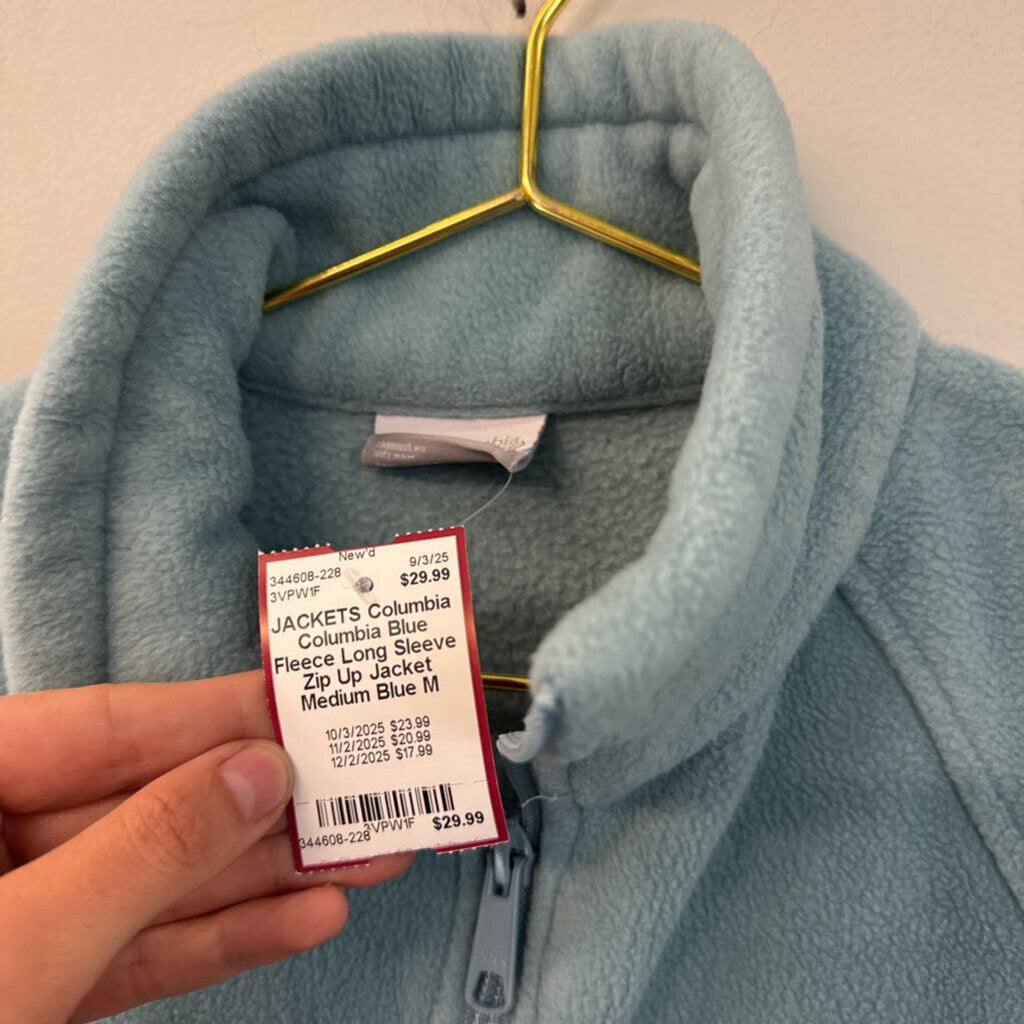 New'd
344608-228 9/3/25
3VPW1F $29.99
JACKETS Columbia
Columbia Blue
Fleece Long Sleeve
Zip Up Jacket
Medium Blue M
10/3/2025 $23.99
11/2/2025 $20.99
12/2/2025 $17.99
3VPW1F $29.99
344608-228